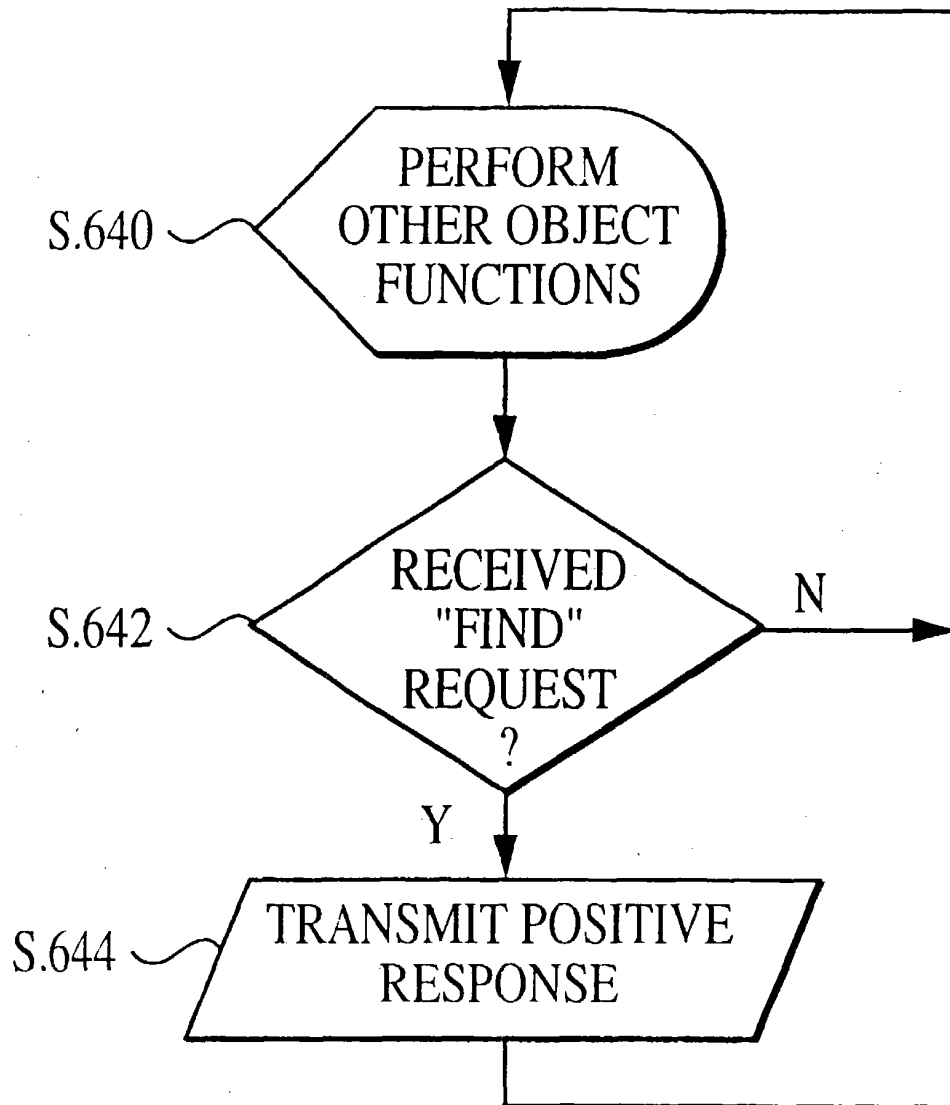 PERFORM
OTHER OBJECT
FUNCTIONS
S.640
RECEIVED
"FIND"
REQUEST
?
S.642
N
Y
TRANSMIT POSITIVE
RESPONSE
S.644